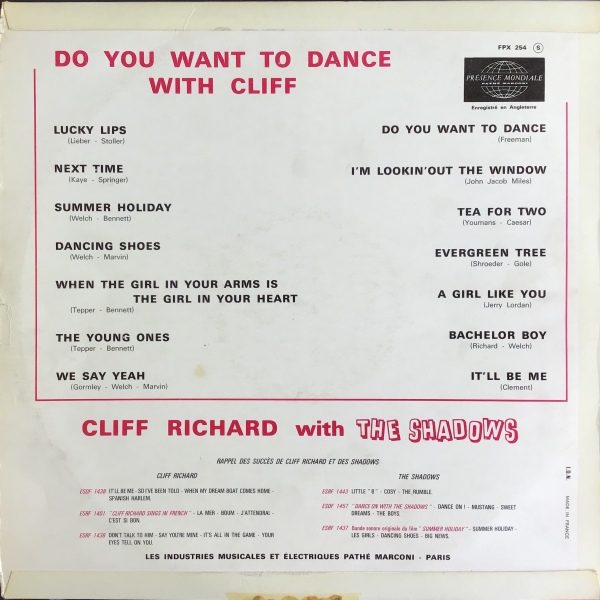 FPX 254 S
DO YOU WANT TO DANCE
WITH CLIFF
PRÉSENCE MONDIALE
PATHÉ MARCONI
Enregistré en Angleterre
LUCKY LIPS
(Lieber - Stoller)
NEXT TIME
(Kaye - Springer)
SUMMER HOLIDAY
(Welch - Bennett)
DANCING SHOES
(Welch - Marvin)
WHEN THE GIRL IN YOUR ARMS IS
THE GIRL IN YOUR HEART
(Tepper - Bennett)
THE YOUNG ONES
(Tepper - Bennett)
WE SAY YEAH
(Gormley - Welch - Marvin)
DO YOU WANT TO DANCE
(Freeman)
I'M LOOKIN'OUT THE WINDOW
(John Jacob Miles)
TEA FOR TWO
(Youmans - Caesar)
EVERGREEN TREE
(Shroeder - Gole)
A GIRL LIKE YOU
(Jerry Lordan)
BACHELOR BOY
(Richard - Welch)
IT'LL BE ME
(Clement)
CLIFF RICHARD with THE SHADOWS
RAPPEL DES SUCCÈS DE CLIFF RICHARD ET DES SHADOWS
CLIFF RICHARD
ESRF 1428 IT'LL BE ME - SO I'VE BEEN TOLD - WHEN MY DREAM BOAT COMES HOME -
SPANISH HARLEM.
ESRF 1401 "CLIFF RICHARD SINGS IN FRENCH" - LA MER - BOUM - J'ATTENDRAI -
C'EST SI BON.
ESRF 1438 DON'T TALK TO HIM - SAY YOU'RE MINE - IT'S ALL IN THE GAME - YOUR
EYES TELL ON YOU.
THE SHADOWS
ESRF 1443 LITTLE "B" - COSY - THE RUMBLE
ESDF 1457 "DANCE ON WITH THE SHADOWS" - DANCE ON ! - MUSTANG - SWEET
DREAMS - THE BOYS.
ESRF 1437 Bande sonore originale du film "SUMMER HOLIDAY" - SUMMER HOLIDAY -
LES GIRLS - DANCING SHOES - BIG NEWS.
LES INDUSTRIES MUSICALES ET ÉLECTRIQUES PATHÉ MARCONI - PARIS
MADE IN FRANCE